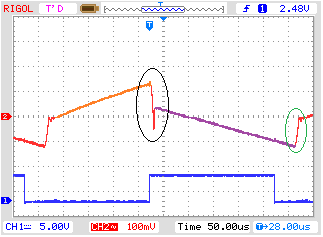 RIGOL T'D T f 1 2.48V
T
2
1
CH1 5.00V CH2~ 100mV Time 50.00us T→28.00us